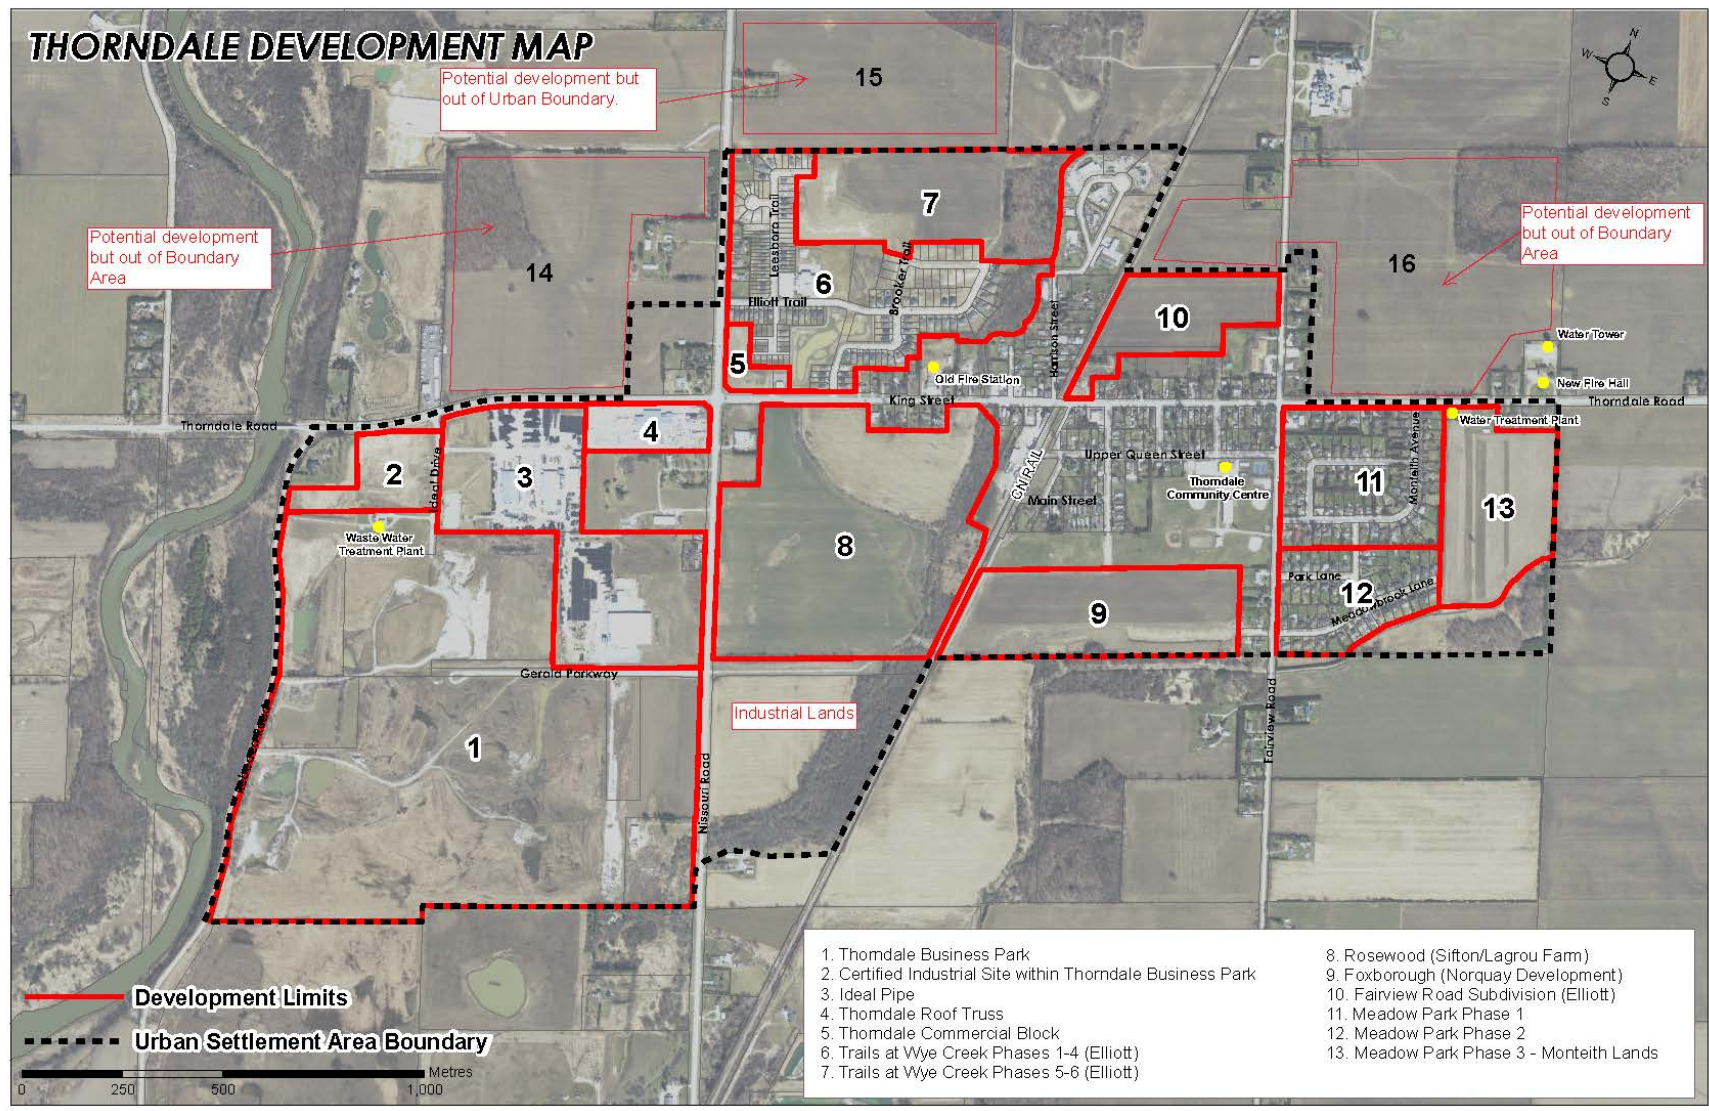 THORNDALE DEVELOPMENT MAP
N
W
E
S
Potential development but
out of Urban Boundary.
15
Potential development
but out of Boundary
Area
14
7
Leesboro Trail
Brooker Trail
6
Elliott Trail
5
Harrison Street
10
16
Potential development
but out of Boundary
Area
Water Tower
New Fire Hall
Old Fire Station
King Street
Thorndale Road
Thorndale Road
Water Treatment Plant
2
Ideal Drive
3
4
Waste Water
Treatment Plant
8
CN RAIL
Upper Queen Street
Main Street
Thorndale
Community Centre
11
Monteith Avenue
13
Park Lane
12
Meadowbrook Lane
9
Gerald Parkway
Industrial Lands
1
Nissouri Road
Fairview Road
Development Limits
Urban Settlement Area Boundary
Metres
0 250 500 1,000
1. Thorndale Business Park
2. Certified Industrial Site within Thorndale Business Park
3. Ideal Pipe
4. Thorndale Roof Truss
5. Thorndale Commercial Block
6. Trails at Wye Creek Phases 1-4 (Elliott)
7. Trails at Wye Creek Phases 5-6 (Elliott)
8. Rosewood (Sifton/Lagrou Farm)
9. Foxborough (Norquay Development)
10. Fairview Road Subdivision (Elliott)
11. Meadow Park Phase 1
12. Meadow Park Phase 2
13. Meadow Park Phase 3 - Monteith Lands